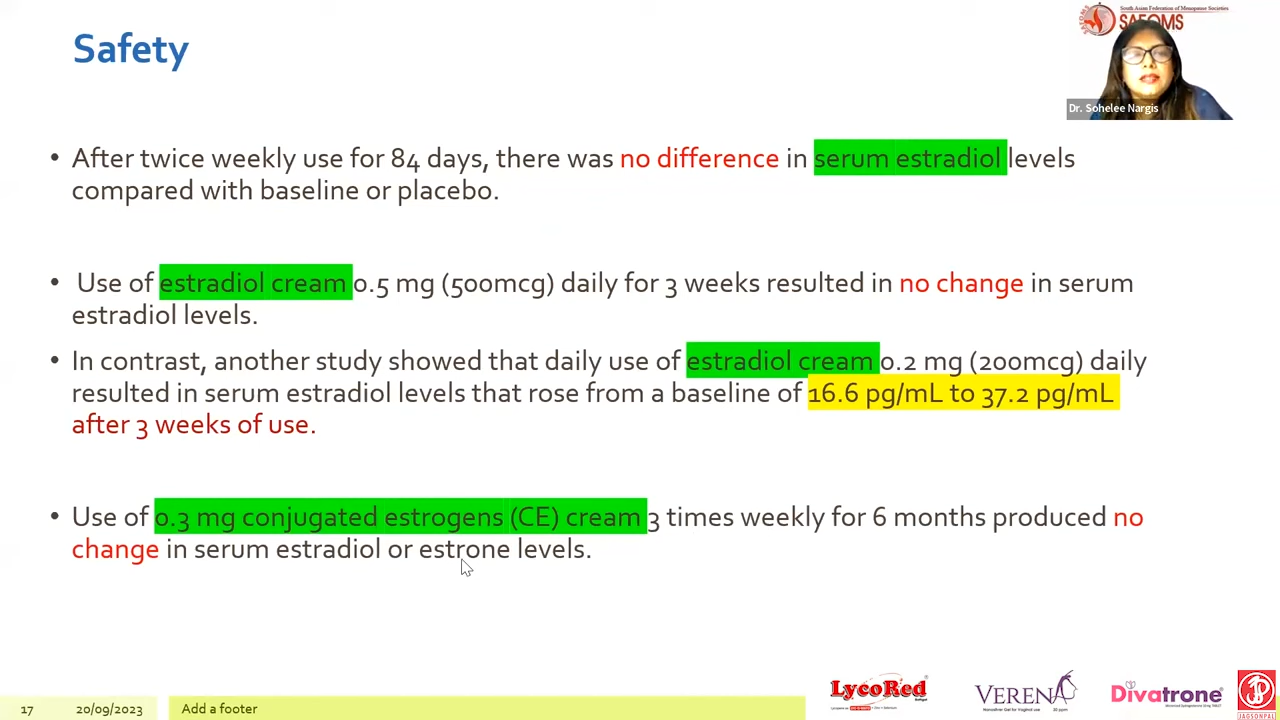 Safety
South Asian Federation of Menopause Societies
SAFOMS
Dr. Sohelee Nargis
• After twice weekly use for 84 days, there was no difference in serum estradiol levels
compared with baseline or placebo.
• Use of estradiol cream 0.5 mg (500mcg) daily for 3 weeks resulted in no change in serum
estradiol levels.
• In contrast, another study showed that daily use of estradiol cream 0.2 mg (200mcg) daily
resulted in serum estradiol levels that rose from a baseline of 16.6 pg/mL to 37.2 pg/mL
after 3 weeks of use.
• Use of 0.3 mg conjugated estrogens (CE) cream 3 times weekly for 6 months produced no
change in serum estradiol or estrone levels.
17 20/09/2023 Add a footer
LycoRed
VERENA
Divatrone
JAGSONPAL